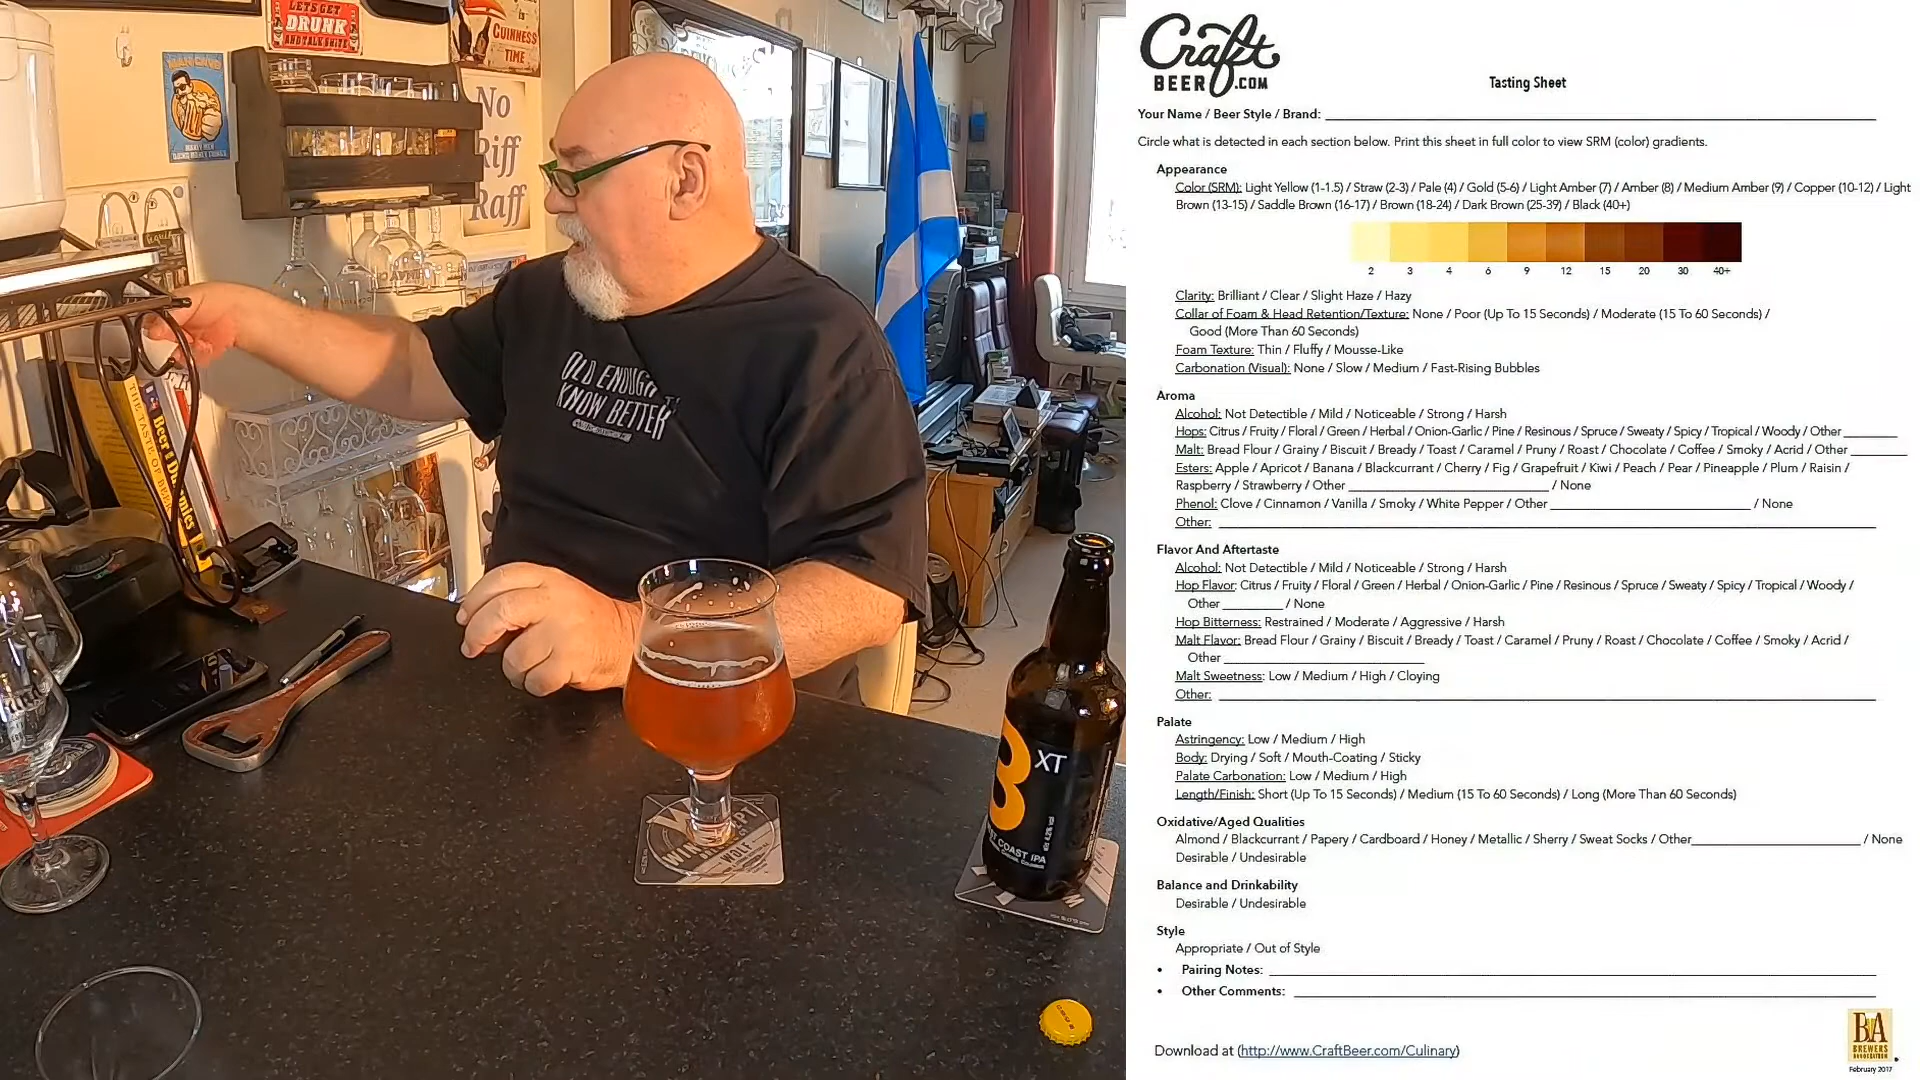 LETS GET
DRUNK
AND TALK SHITE
GUINNESS
TIME
MAN CAVE
No
Riff
Raff
OLD ENOUGH TO
KNOW BETTER
THE TASTE OF BEER
Beer
XT
COAST IPA
WOLF
Craft
BEER.COM
Tasting Sheet
Your Name / Beer Style / Brand:
Circle what is detected in each section below. Print this sheet in full color to view SRM (color) gradients.
Appearance
Color (SRM): Light Yellow (1-1.5) / Straw (2-3) / Pale (4) / Gold (5-6) / Light Amber (7) / Amber (8) / Medium Amber (9) / Copper (10-12) / Light
Brown (13-15) / Saddle Brown (16-17) / Brown (18-24) / Dark Brown (25-39) / Black (40+)
2 3 4 6 9 12 15 20 30 40+
Clarity: Brilliant / Clear / Slight Haze / Hazy
Collar of Foam & Head Retention/Texture: None / Poor (Up To 15 Seconds) / Moderate (15 To 60 Seconds) /
Good (More Than 60 Seconds)
Foam Texture: Thin / Fluffy / Mousse-Like
Carbonation (Visual): None / Slow / Medium / Fast-Rising Bubbles
Aroma
Alcohol: Not Detectible / Mild / Noticeable / Strong / Harsh
Hops: Citrus / Fruity / Floral / Green / Herbal / Onion-Garlic / Pine / Resinous / Spruce / Sweaty / Spicy / Tropical / Woody / Other
Malt: Bread Flour / Grainy / Biscuit / Bready / Toast / Caramel / Pruny / Roast / Chocolate / Coffee / Smoky / Acrid / Other
Esters: Apple / Apricot / Banana / Blackcurrant / Cherry / Fig / Grapefruit / Kiwi / Peach / Pear / Pineapple / Plum / Raisin /
Raspberry / Strawberry / Other / None
Phenol: Clove / Cinnamon / Vanilla / Smoky / White Pepper / Other / None
Other:
Flavor And Aftertaste
Alcohol: Not Detectible / Mild / Noticeable / Strong / Harsh
Hop Flavor: Citrus / Fruity / Floral / Green / Herbal / Onion-Garlic / Pine / Resinous / Spruce / Sweaty / Spicy / Tropical / Woody /
Other / None
Hop Bitterness: Restrained / Moderate / Aggressive / Harsh
Malt Flavor: Bread Flour / Grainy / Biscuit / Bready / Toast / Caramel / Pruny / Roast / Chocolate / Coffee / Smoky / Acrid /
Other
Malt Sweetness: Low / Medium / High / Cloying
Other:
Palate
Astringency: Low / Medium / High
Body: Drying / Soft / Mouth-Coating / Sticky
Palate Carbonation: Low / Medium / High
Length/Finish: Short (Up To 15 Seconds) / Medium (15 To 60 Seconds) / Long (More Than 60 Seconds)
Oxidative/Aged Qualities
Almond / Blackcurrant / Papery / Cardboard / Honey / Metallic / Sherry / Sweat Socks / Other / None
Desirable / Undesirable
Balance and Drinkability
Desirable / Undesirable
Style
Appropriate / Out of Style
• Pairing Notes:
• Other Comments:
Download at (http://www.CraftBeer.com/Culinary)
BA
BREWERS
ASSOCIATION
February 2017